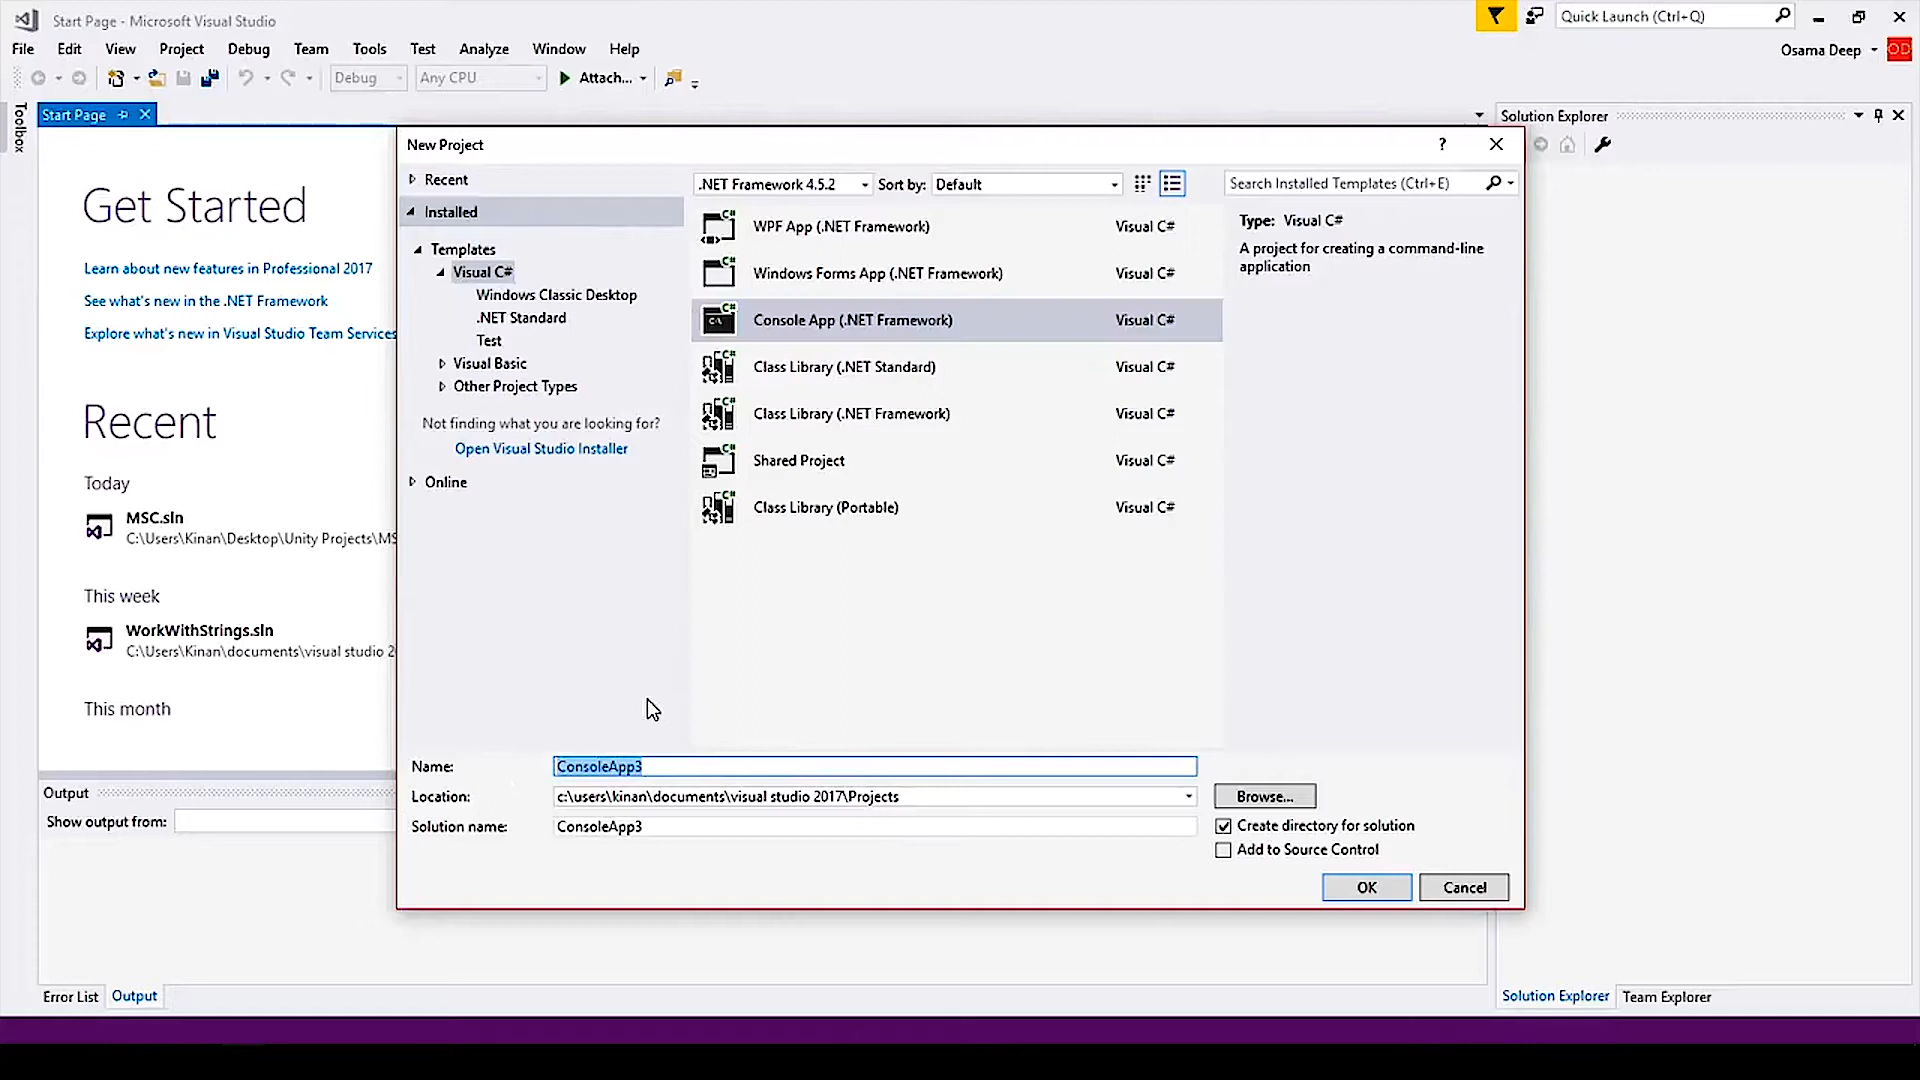 Start Page - Microsoft Visual Studio
Quick Launch (Ctrl+Q)
File Edit View Project Debug Team Tools Test Analyze Window Help
Osama Deep OD
Debug Any CPU Attach...
Toolbox
Start Page
Solution Explorer
Get Started
Learn about new features in Professional 2017
See what's new in the .NET Framework
Explore what's new in Visual Studio Team Services
Recent
Today
MSC.sln
C:\Users\Kinan\Desktop\Unity Projects\MS
This week
WorkWithStrings.sln
C:\Users\Kinan\documents\visual studio 2
This month
New Project
? 
Recent
Installed
Templates
Visual C#
Windows Classic Desktop
.NET Standard
Test
Visual Basic
Other Project Types
Not finding what you are looking for?
Open Visual Studio Installer
Online
.NET Framework 4.5.2 Sort by: Default
Search Installed Templates (Ctrl+E)
WPF App (.NET Framework) Visual C#
Windows Forms App (.NET Framework) Visual C#
Console App (.NET Framework) Visual C#
Class Library (.NET Standard) Visual C#
Class Library (.NET Framework) Visual C#
Shared Project Visual C#
Class Library (Portable) Visual C#
Type: Visual C#
A project for creating a command-line
application
Name: ConsoleApp3
Location: c:\users\kinan\documents\visual studio 2017\Projects
Browse...
Solution name: ConsoleApp3
Create directory for solution
Add to Source Control
OK Cancel
Output
Show output from:
Error List Output
Solution Explorer Team Explorer